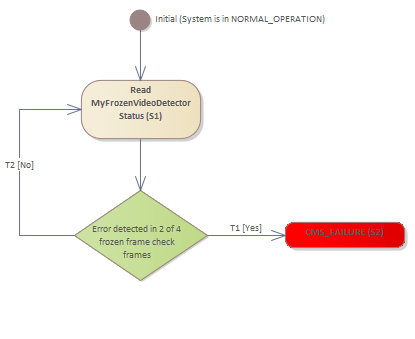 Initial (System is in NORMAL_OPERATION)
Read
MyFrozenVideoDetector
Status (S1)
T2 [No]
Error detected in 2 of 4
frozen frame check
frames
T1 [Yes]
CMS_FAILURE (S2)